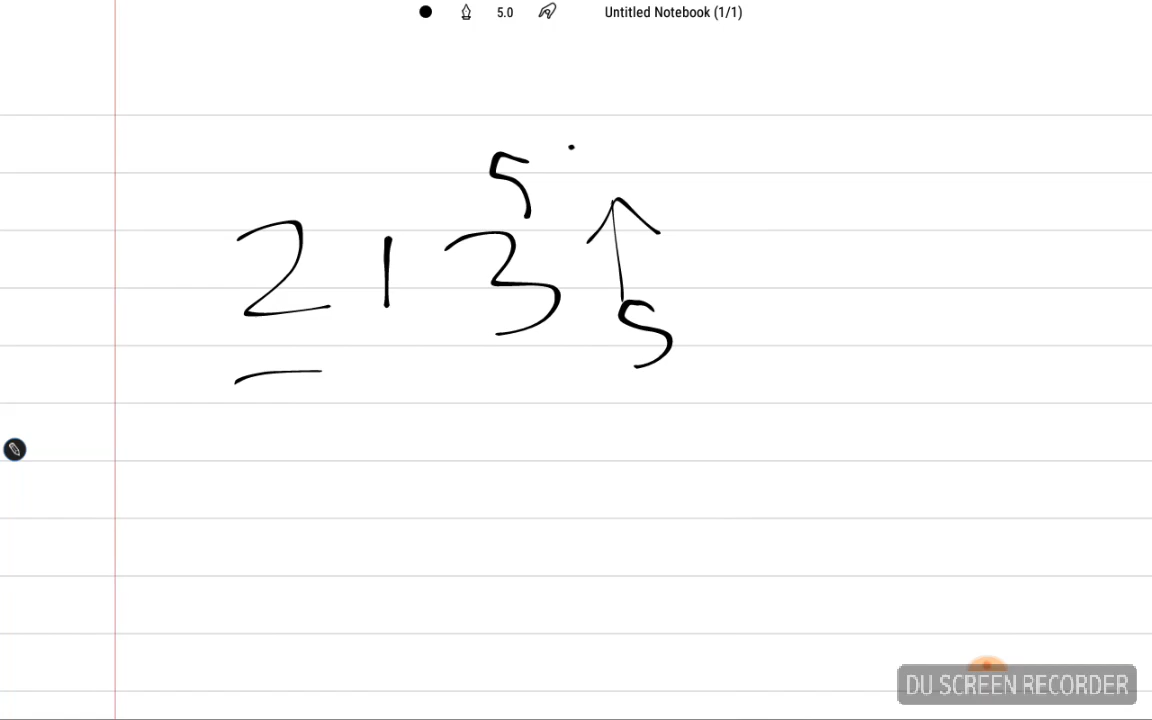 5.0 Untitled Notebook (1/1)
5
2 1 3
5
DU SCREEN RECORDER